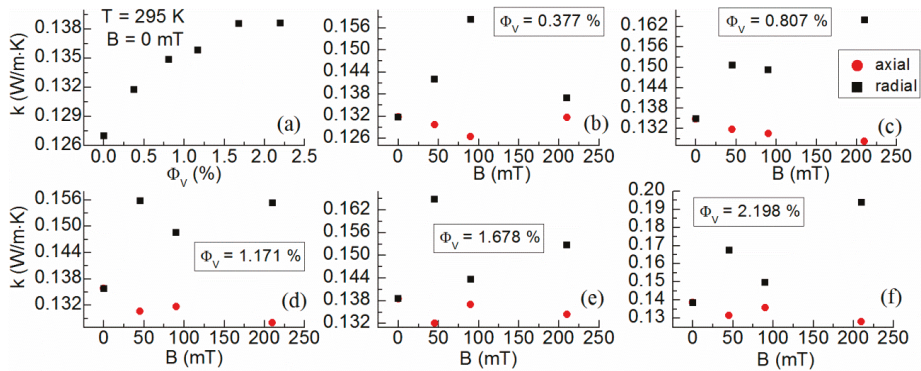 T = 295 K
B = 0 mT
k (W/m·K)
0.138
0.135
0.132
0.129
0.126
0.0 0.5 1.0 1.5 2.0 2.5
Φ_V (%)
(a)
Φ_V = 0.377 %
0.156
0.150
0.144
0.138
0.132
0.126
0 50 100 150 200 250
B (mT)
(b)
Φ_V = 0.807 %
0.162
0.156
0.150
0.144
0.138
0.132
0 50 100 150 200 250
B (mT)
(c)
axial
radial
k (W/m·K)
0.156
0.150
0.144
0.138
0.132
Φ_V = 1.171 %
0 50 100 150 200 250
B (mT)
(d)
0.162
0.156
0.150
0.144
0.138
0.132
Φ_V = 1.678 %
0 50 100 150 200 250
B (mT)
(e)
0.20
0.19
0.18
0.17
0.16
0.15
0.14
0.13
Φ_V = 2.198 %
0 50 100 150 200 250
B (mT)
(f)